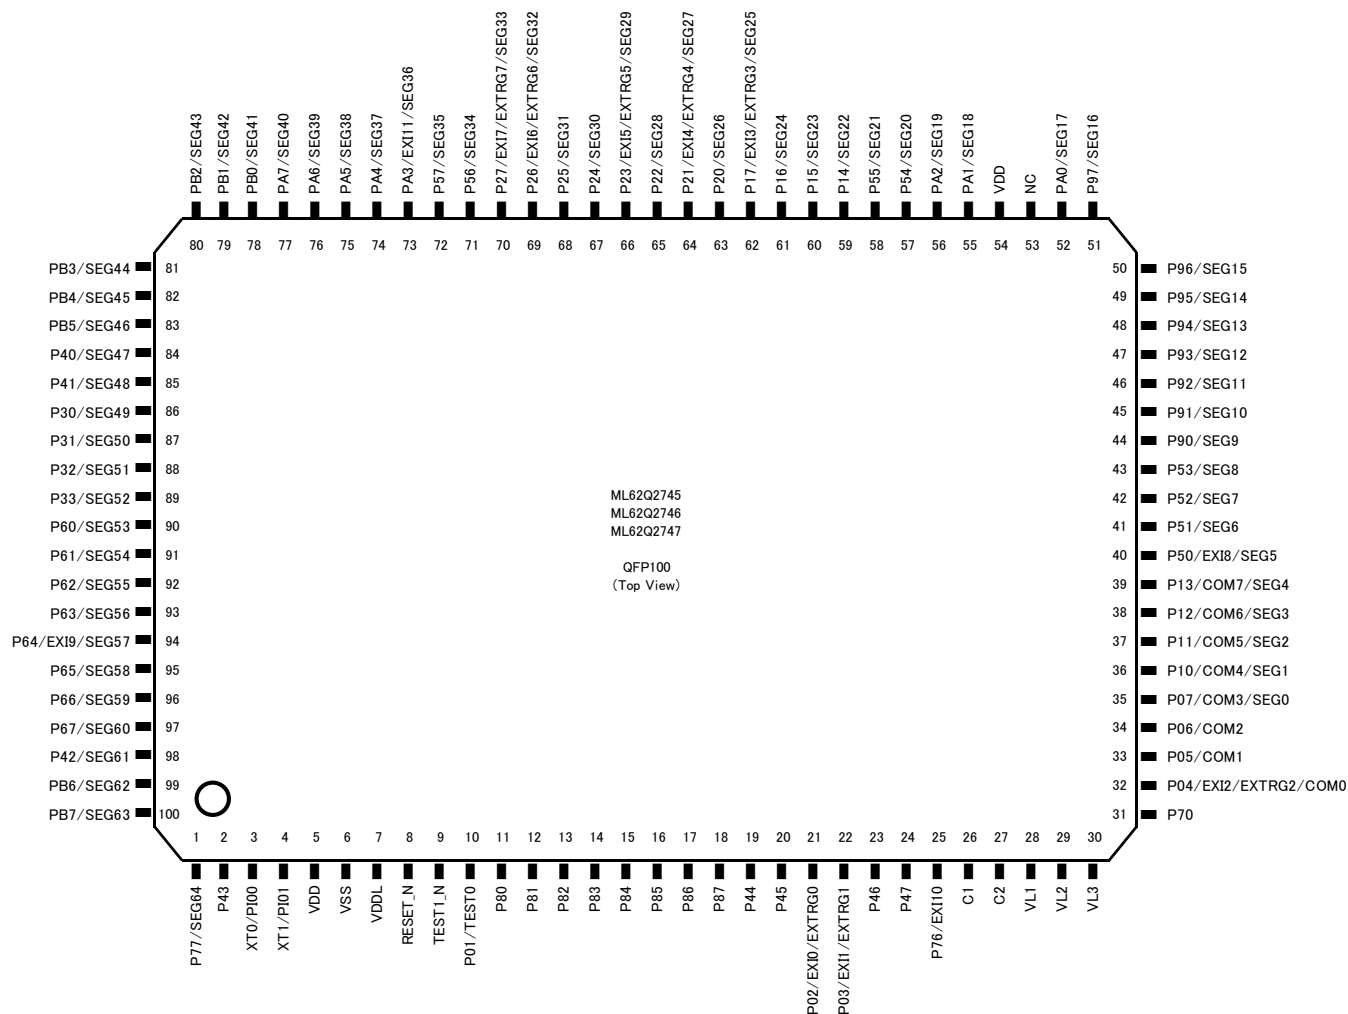 PB2/SEG43
PB1/SEG42
PB0/SEG41
PA7/SEG40
PA6/SEG39
PA5/SEG38
PA4/SEG37
PA3/EXI11/SEG36
P57/SEG35
P56/SEG34
P27/EXI7/EXTRG7/SEG33
P26/EXI6/EXTRG6/SEG32
P25/SEG31
P24/SEG30
P23/EXI5/EXTRG5/SEG29
P22/SEG28
P21/EXI4/EXTRG4/SEG27
P20/SEG26
P17/EXI3/EXTRG3/SEG25
P16/SEG24
P15/SEG23
P14/SEG22
P55/SEG21
P54/SEG20
PA2/SEG19
PA1/SEG18
VDD
NC
PA0/SEG17
P97/SEG16
80 79 78 77 76 75 74 73 72 71 70 69 68 67 66 65 64 63 62 61 60 59 58 57 56 55 54 53 52 51
PB3/SEG44 81
PB4/SEG45 82
PB5/SEG46 83
P40/SEG47 84
P41/SEG48 85
P30/SEG49 86
P31/SEG50 87
P32/SEG51 88
P33/SEG52 89
P60/SEG53 90
P61/SEG54 91
P62/SEG55 92
P63/SEG56 93
P64/EXI9/SEG57 94
P65/SEG58 95
P66/SEG59 96
P67/SEG60 97
P42/SEG61 98
PB6/SEG62 99
PB7/SEG63 100
ML62Q2745
ML62Q2746
ML62Q2747
QFP100
(Top View)
50 P96/SEG15
49 P95/SEG14
48 P94/SEG13
47 P93/SEG12
46 P92/SEG11
45 P91/SEG10
44 P90/SEG9
43 P53/SEG8
42 P52/SEG7
41 P51/SEG6
40 P50/EXI8/SEG5
39 P13/COM7/SEG4
38 P12/COM6/SEG3
37 P11/COM5/SEG2
36 P10/COM4/SEG1
35 P07/COM3/SEG0
34 P06/COM2
33 P05/COM1
32 P04/EXI2/EXTRG2/COM0
31 P70
1 2 3 4 5 6 7 8 9 10 11 12 13 14 15 16 17 18 19 20 21 22 23 24 25 26 27 28 29 30
P77/SEG64
P43
XT0/PI00
XT1/PI01
VDD
VSS
VDDL
RESET_N
TEST1_N
P01/TEST0
P80
P81
P82
P83
P84
P85
P86
P87
P44
P45
P02/EXI0/EXTRG0
P03/EXI1/EXTRG1
P46
P47
P76/EXI10
C1
C2
VL1
VL2
VL3